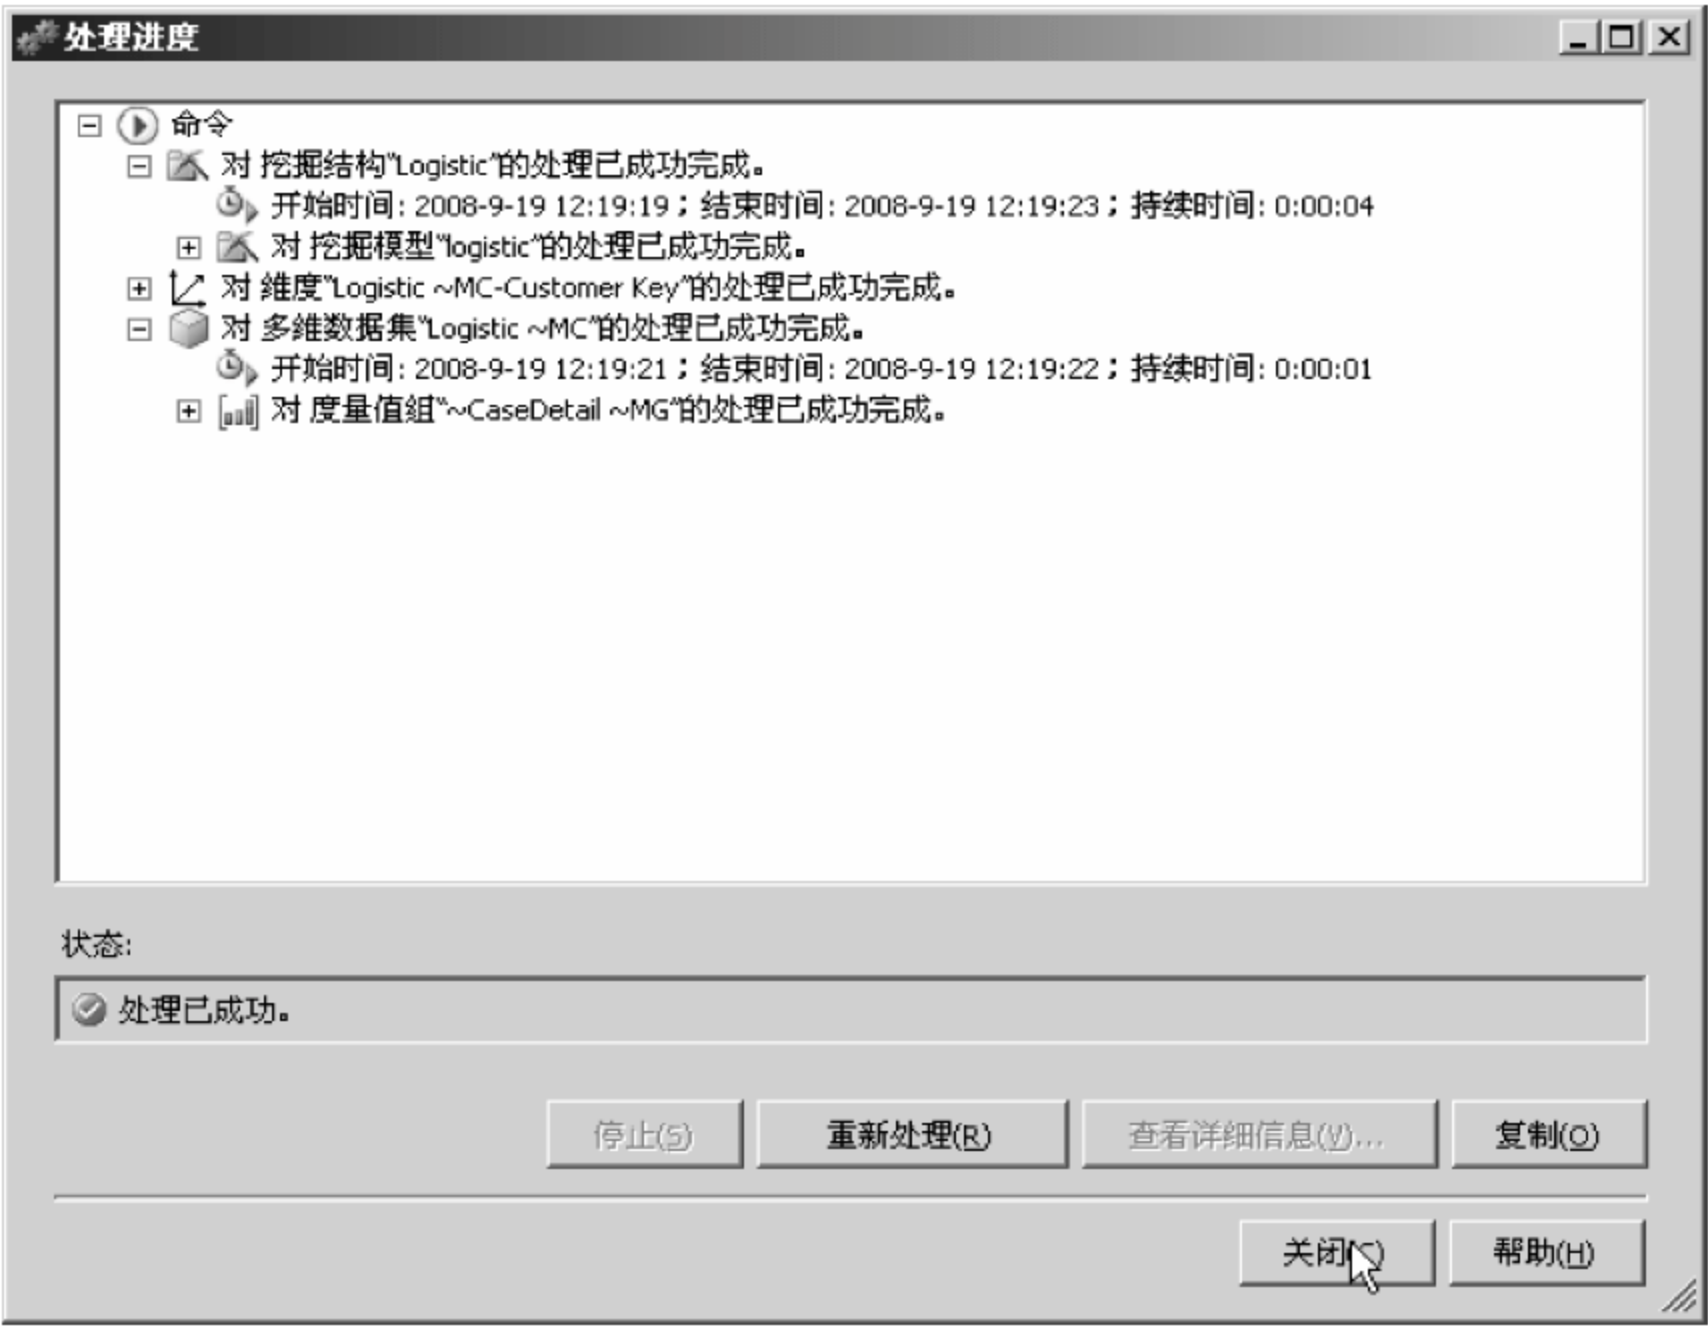 处理进度
命令
对 挖掘结构"Logistic"的处理已成功完成。
开始时间: 2008-9-19 12:19:19；结束时间: 2008-9-19 12:19:23；持续时间: 0:00:04
对 挖掘模型"logistic"的处理已成功完成。
对 维度"Logistic ~MC-Customer Key"的处理已成功完成。
对 多维数据集"Logistic ~MC"的处理已成功完成。
开始时间: 2008-9-19 12:19:21；结束时间: 2008-9-19 12:19:22；持续时间: 0:00:01
对 度量值组"~CaseDetail ~MG"的处理已成功完成。
状态:
处理已成功。
停止(S) 重新处理(R) 查看详细信息(V)... 复制(O)
关闭(C) 帮助(H)